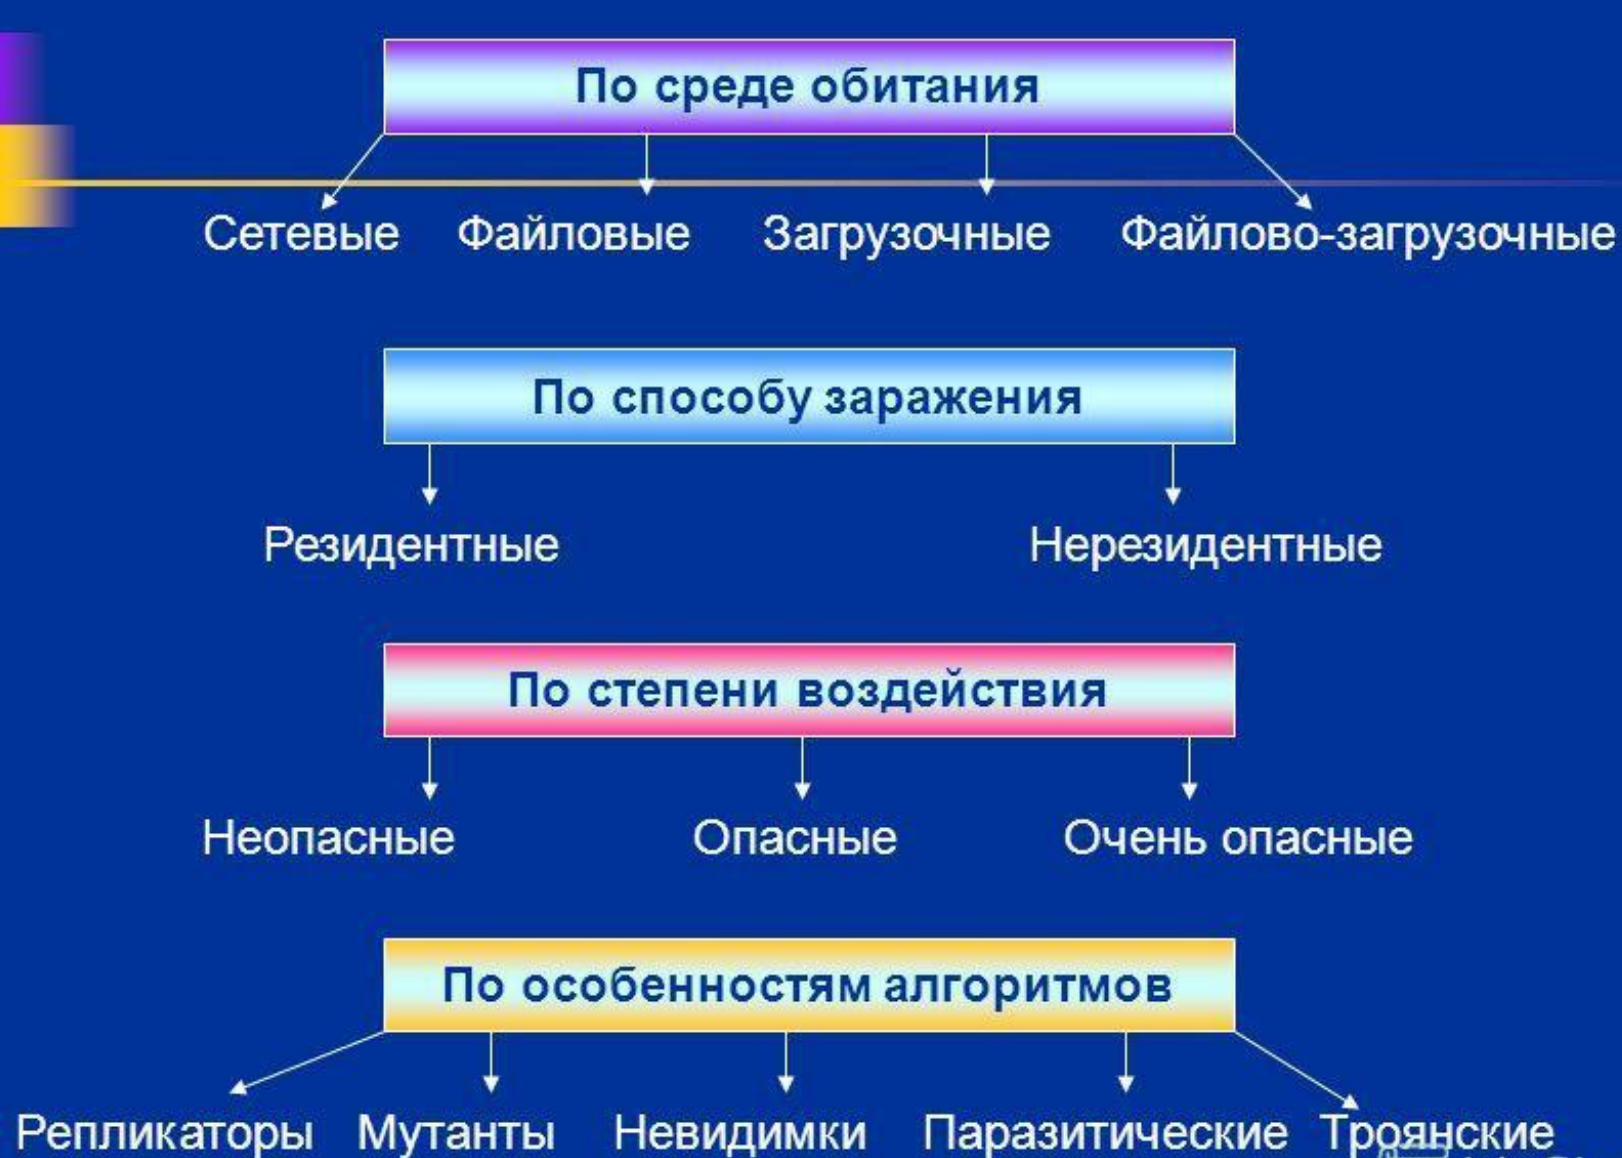 По среде обитания
Сетевые Файловые Загрузочные Файлово-загрузочные
По способу заражения
Резидентные Нерезидентные
По степени воздействия
Неопасные Опасные Очень опасные
По особенностям алгоритмов
Репликаторы Мутанты Невидимки Паразитические Троянские